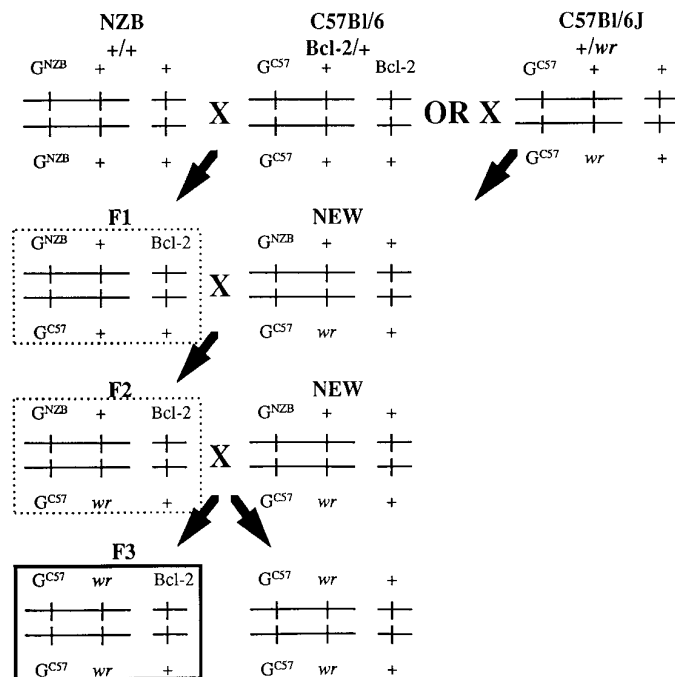 NZB C57Bl/6 C57Bl/6J
+/+ Bcl-2/+ +/wr
G^NZB + + G^C57 + Bcl-2 G^C57 + +
X OR X
G^NZB + + G^C57 + + G^C57 wr +
F1 NEW
G^NZB + Bcl-2 G^NZB + +
X
G^C57 + + G^C57 wr +
F2 NEW
G^NZB + Bcl-2 G^NZB + +
X
G^C57 wr + G^C57 wr +
F3
G^C57 wr Bcl-2 G^C57 wr +
G^C57 wr + G^C57 wr +